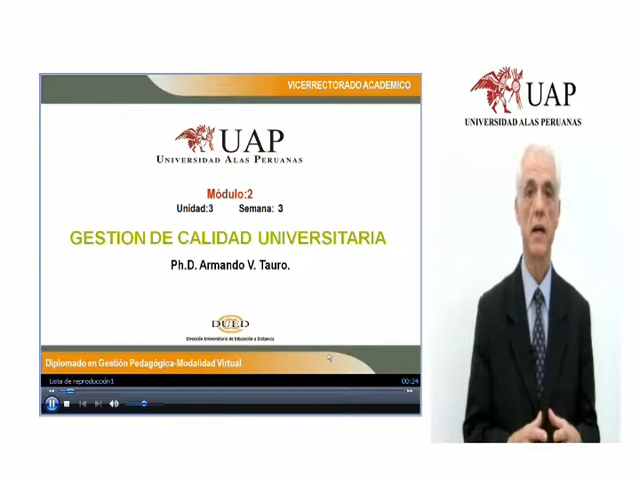 VICERRECTORADO ACADEMICO
UAP
UNIVERSIDAD ALAS PERUANAS
Módulo:2
Unidad:3 Semana: 3
GESTION DE CALIDAD UNIVERSITARIA
Ph.D. Armando V. Tauro.
DUED
Dirección Universitaria de Educación a Distancia
Diplomado en Gestión Pedagógica-Modalidad Virtual
Lista de reproducción1 00:24
UAP
UNIVERSIDAD ALAS PERUANAS